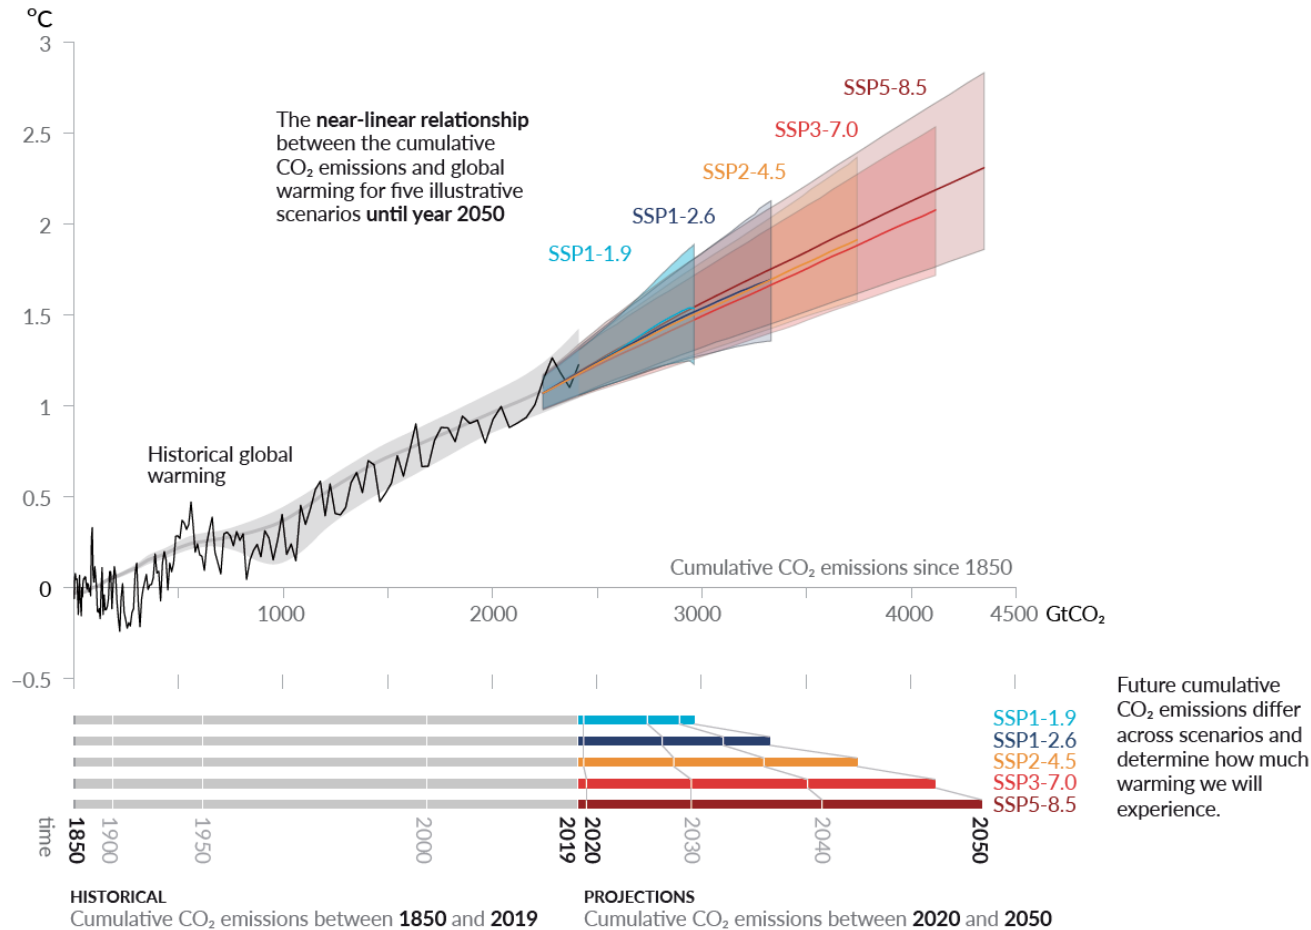 °C
3
2.5
2
1.5
1
0.5
0
−0.5
The near-linear relationship
between the cumulative
CO₂ emissions and global
warming for five illustrative
scenarios until year 2050
SSP5-8.5
SSP3-7.0
SSP2-4.5
SSP1-2.6
SSP1-1.9
Historical global
warming
Cumulative CO₂ emissions since 1850
1000
2000
3000
4000
4500 GtCO₂
SSP1-1.9
SSP1-2.6
SSP2-4.5
SSP3-7.0
SSP5-8.5
Future cumulative
CO₂ emissions differ
across scenarios and
determine how much
warming we will
experience.
time
1850
1900
1950
2000
2019
2020
2030
2040
2050
HISTORICAL
Cumulative CO₂ emissions between 1850 and 2019
PROJECTIONS
Cumulative CO₂ emissions between 2020 and 2050